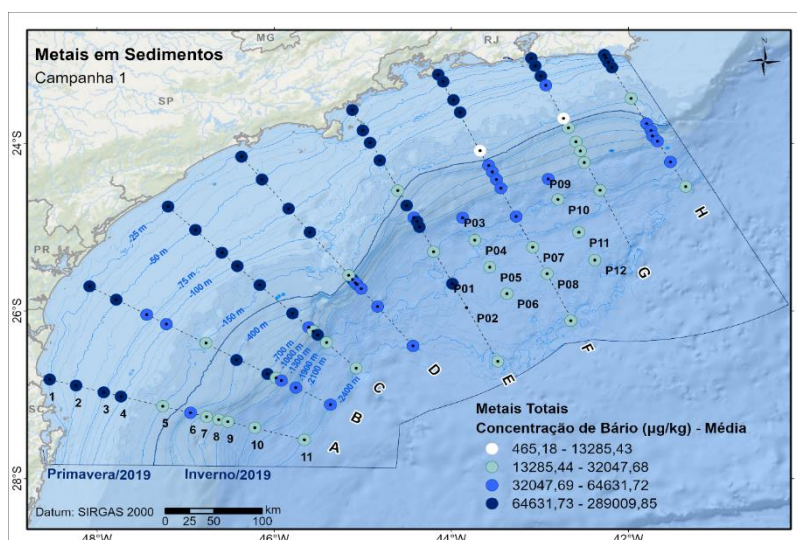 Metais em Sedimentos
Campanha 1
MG
RJ
SP
PR
SC
24°S
26°S
28°S
24°S
26°S
28°S
-25 m
-50 m
-75 m
-100 m
-150 m
-400 m
-700 m
-1000 m
-1300 m
-1900 m
-2100 m
-2400 m
P09
P10
P03
P04
P11
P07
P12
P05
P08
P01
P06
P02
H
G
F
E
D
C
B
A
1
2
3
4
5
6
7
8
9
10
11
Primavera/2019
Inverno/2019
Datum: SIRGAS 2000
km
0 25 50 100
Metais Totais
Concentração de Bário (µg/kg) - Média
465,18 - 13285,43
13285,44 - 32047,68
32047,69 - 64631,72
64631,73 - 289009,85
48°W
46°W
44°W
42°W